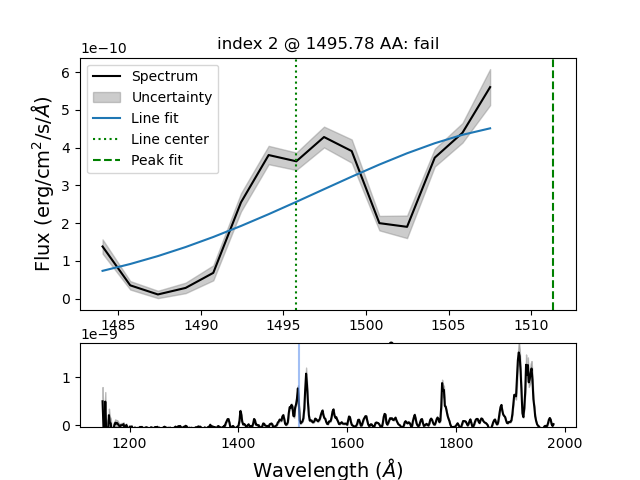 index 2 @ 1495.78 AA: fail
1e−10
Spectrum
Uncertainty
Line fit
Line center
Peak fit
Flux (erg/cm²/s/Å)
6
5
4
3
2
1
0
1485 1490 1495 1500 1505 1510
1e−9
1
0
1200 1400 1600 1800 2000
Wavelength (Å)